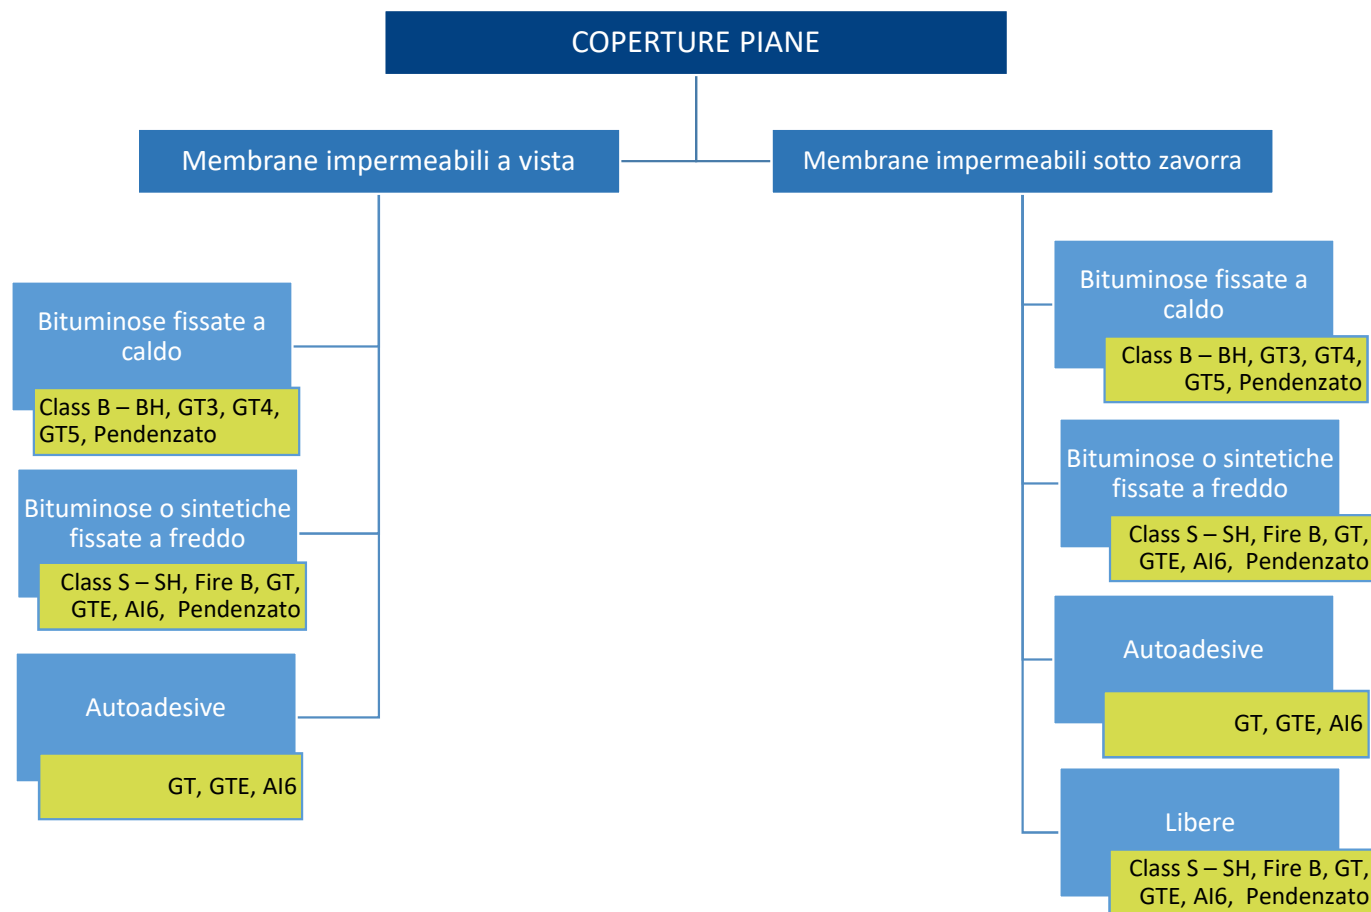 COPERTURE PIANE
Membrane impermeabili a vista
Membrane impermeabili sotto zavorra
Bituminose fissate a
caldo
Class B – BH, GT3, GT4,
GT5, Pendenzato
Bituminose o sintetiche
fissate a freddo
Class S – SH, Fire B, GT,
GTE, AI6,  Pendenzato
Autoadesive
GT, GTE, AI6
Bituminose fissate a
caldo
Class B – BH, GT3, GT4,
GT5, Pendenzato
Bituminose o sintetiche
fissate a freddo
Class S – SH, Fire B, GT,
GTE, AI6,  Pendenzato
Autoadesive
GT, GTE, AI6
Libere
Class S – SH, Fire B, GT,
GTE, AI6,  Pendenzato